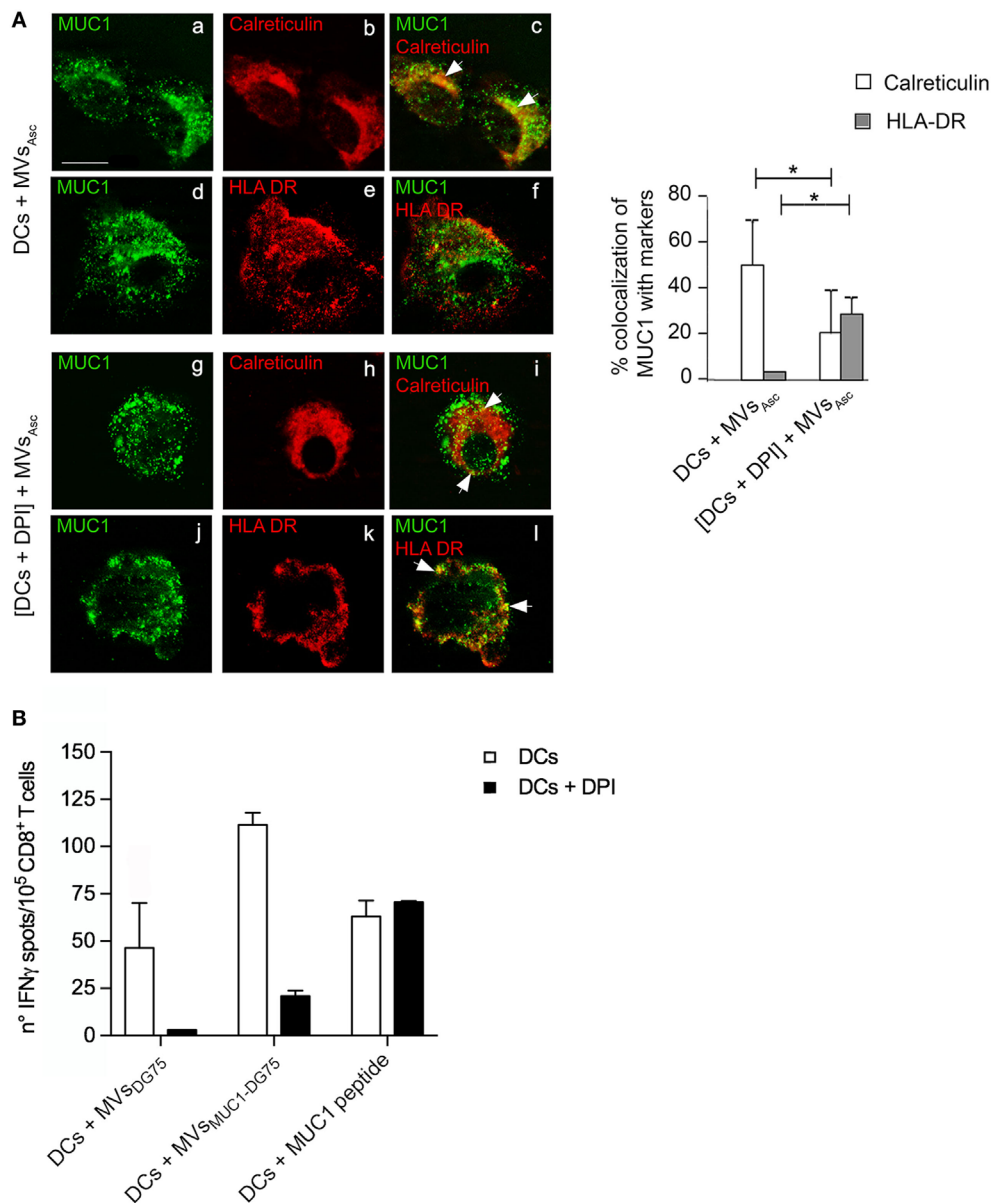 A
DCs + MVsAsc
MUC1 a
Calreticulin b
MUC1 c
Calreticulin
MUC1
d
HLA DR
e
MUC1
f
HLA DR
[DCs + DPI] + MVsAsc
MUC1
g
Calreticulin
h
MUC1
i
Calreticulin
MUC1
j
HLA DR
k
MUC1
l
HLA DR
Calreticulin
HLA-DR
% colocalization of
MUC1 with markers
80
60
40
20
0
*
*
DCs + MVsAsc
[DCs + DPI] + MVsAsc
B
n° IFNγ spots/10⁵ CD8⁺ T cells
150
125
100
75
50
25
0
DCs
DCs + DPI
DCs + MVsDG75
DCs + MVsMUC1-DG75
DCs + MUC1 peptide